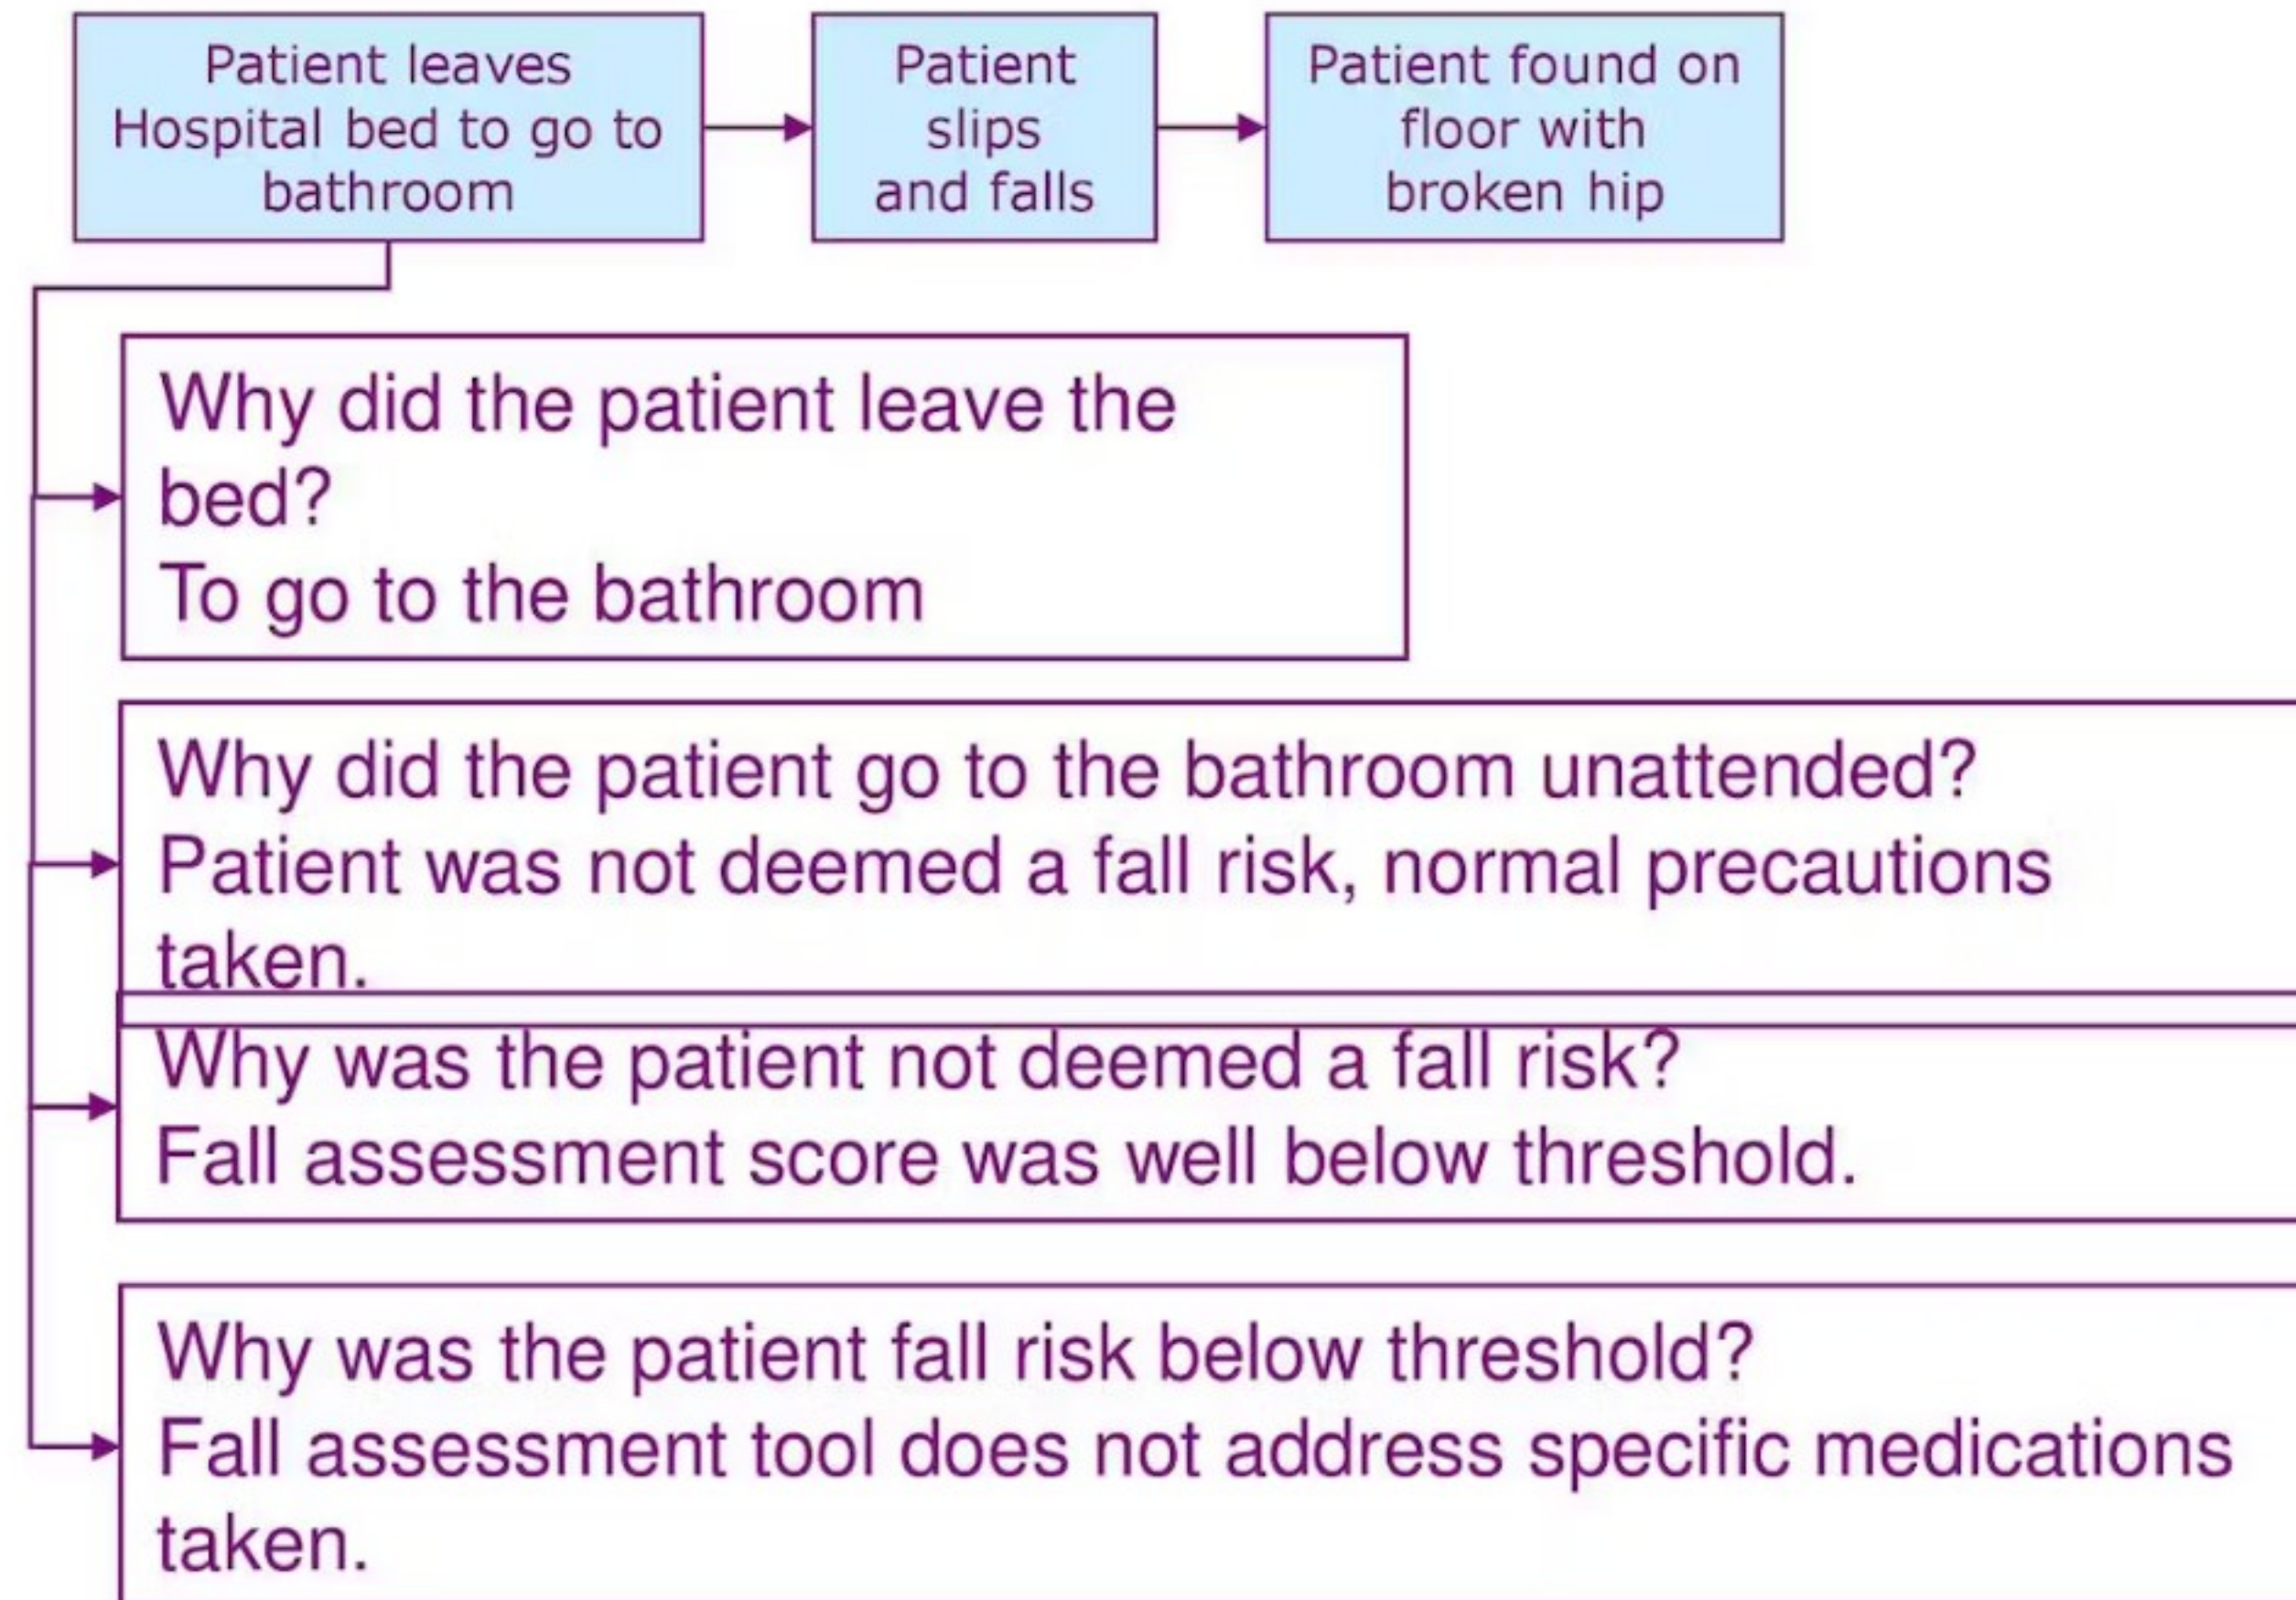 Patient leaves
Hospital bed to go to
bathroom
Patient
slips
and falls
Patient found on
floor with
broken hip
Why did the patient leave the
bed?
To go to the bathroom
Why did the patient go to the bathroom unattended?
Patient was not deemed a fall risk, normal precautions
taken.
Why was the patient not deemed a fall risk?
Fall assessment score was well below threshold.
Why was the patient fall risk below threshold?
Fall assessment tool does not address specific medications
taken.